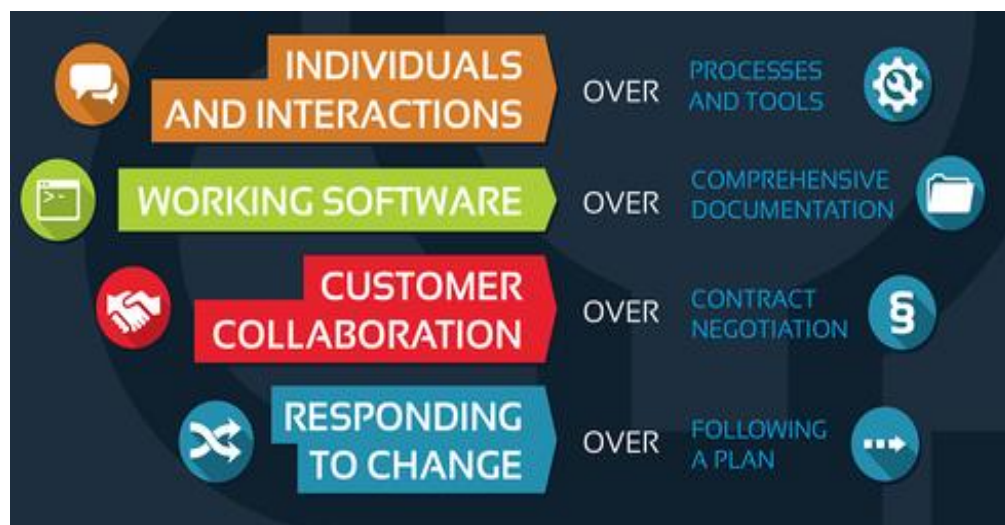 INDIVIDUALS
AND INTERACTIONS
OVER
PROCESSES
AND TOOLS
WORKING SOFTWARE
OVER
COMPREHENSIVE
DOCUMENTATION
CUSTOMER
COLLABORATION
OVER
CONTRACT
NEGOTIATION
§
RESPONDING
TO CHANGE
OVER
FOLLOWING
A PLAN